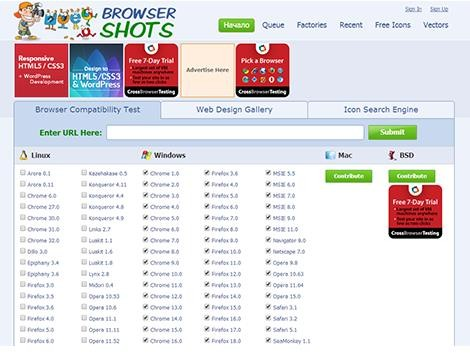 BROWSER SHOTS
Sign In Sign Up
Начало Queue Factories Recent Free Icons Vectors
Responsive HTML5/CSS3 + WordPress Development
Design to HTML5/CSS3 & WordPress
Free 7-Day Trial
CrossBrowserTesting
Advertise Here
Pick a Browser
CrossBrowserTesting
Browser Compatibility Test Web Design Gallery Icon Search Engine
Enter URL Here: Submit
Linux Windows Mac BSD
Contribute Contribute
Arora 0.1 Kazehakase 0.5 Chrome 1.0 Firefox 3.6 MSIE 5.5
Arora 0.11 Konqueror 4.11 Chrome 2.0 Firefox 4.0 MSIE 6.0
Chrome 6.0 Konqueror 4.4 Chrome 3.0 Firefox 5.0 MSIE 7.0
Chrome 27.0 Konqueror 4.8 Chrome 4.0 Firefox 6.0 MSIE 8.0
Chrome 30.0 Konqueror 4.9 Chrome 5.0 Firefox 7.0 MSIE 9.0
Chrome 31.0 Links 2.7 Chrome 6.0 Firefox 8.0 MSIE 11.0
Chrome 32.0 Luakit 1.1 Chrome 7.0 Firefox 9.0 Navigator 8.0
Dillo 3.0 Luakit 1.6 Chrome 8.0 Firefox 10.0 Netscape 7.0
Epiphany 3.4 Luakit 1.8 Chrome 9.0 Firefox 11.0 Opera 9.8
Epiphany 3.6 Lynx 2.8 Chrome 10.0 Firefox 12.0 Opera 10.63
Firefox 3.0 Midori 0.4 Chrome 11.0 Firefox 13.0 Opera 11.64
Firefox 3.5 Opera 10.53 Chrome 12.0 Firefox 14.0 Opera 12.0
Firefox 3.6 Opera 10.6 Chrome 13.0 Firefox 15.0 Safari 3.1
Firefox 4.0 Opera 11.0 Chrome 14.0 Firefox 16.0 Safari 3.2
Firefox 5.0 Opera 11.11 Chrome 15.0 Firefox 17.0 Safari 5.1
Firefox 6.0 Opera 11.52 Chrome 16.0 Firefox 18.0 SeaMonkey 1.1
Free 7-Day Trial
CrossBrowserTesting